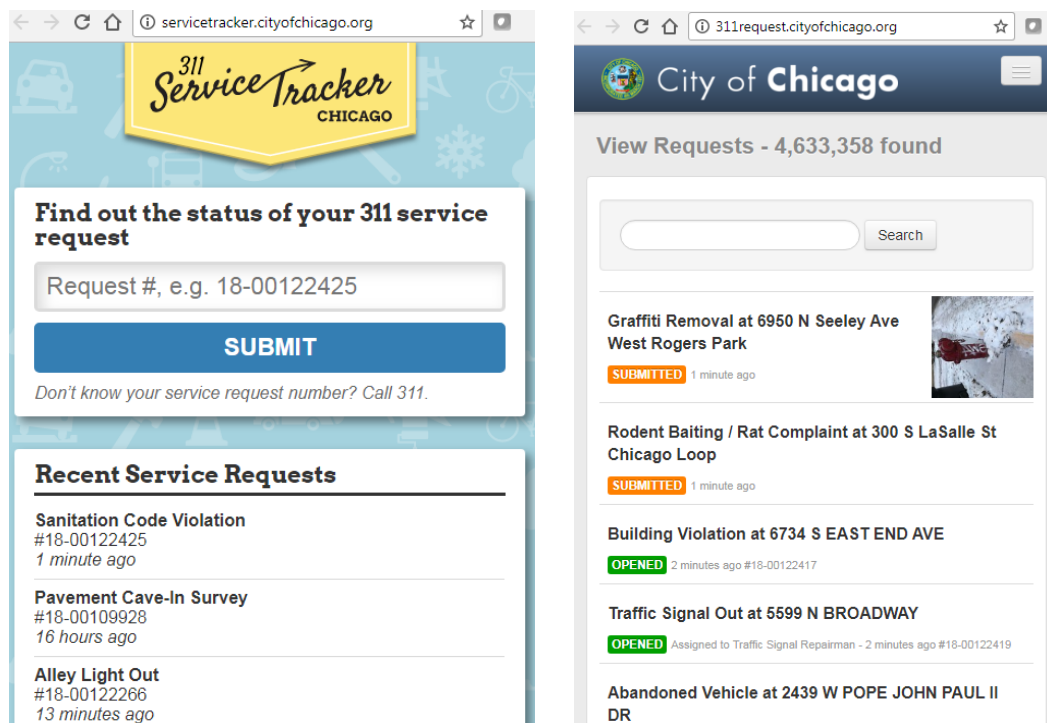 servicetracker.cityofchicago.org
311
Service Tracker
CHICAGO
Find out the status of your 311 service
request
Request #, e.g. 18-00122425
SUBMIT
Don't know your service request number? Call 311.
Recent Service Requests
Sanitation Code Violation
#18-00122425
1 minute ago
Pavement Cave-In Survey
#18-00109928
16 hours ago
Alley Light Out
#18-00122266
13 minutes ago
311request.cityofchicago.org
City of Chicago
View Requests - 4,633,358 found
Search
Graffiti Removal at 6950 N Seeley Ave
West Rogers Park
SUBMITTED 1 minute ago
Rodent Baiting / Rat Complaint at 300 S LaSalle St
Chicago Loop
SUBMITTED 1 minute ago
Building Violation at 6734 S EAST END AVE
OPENED 2 minutes ago #18-00122417
Traffic Signal Out at 5599 N BROADWAY
OPENED Assigned to Traffic Signal Repairman - 2 minutes ago #18-00122419
Abandoned Vehicle at 2439 W POPE JOHN PAUL II
DR